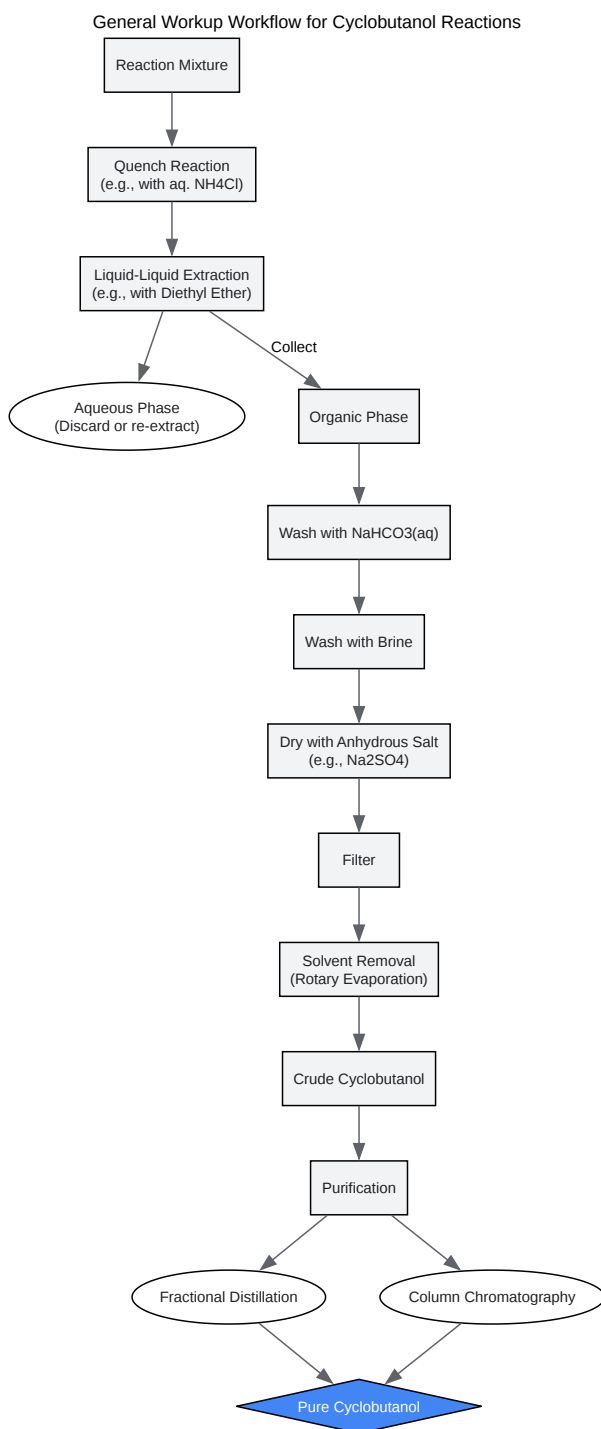 General Workup Workflow for Cyclobutanol Reactions
Reaction Mixture
Quench Reaction
(e.g., with aq. NH4Cl)
Liquid-Liquid Extraction
(e.g., with Diethyl Ether)
Collect
Aqueous Phase
(Discard or re-extract)
Organic Phase
Wash with NaHCO3(aq)
Wash with Brine
Dry with Anhydrous Salt
(e.g., Na2SO4)
Filter
Solvent Removal
(Rotary Evaporation)
Crude Cyclobutanol
Purification
Fractional Distillation
Column Chromatography
Pure Cyclobutanol